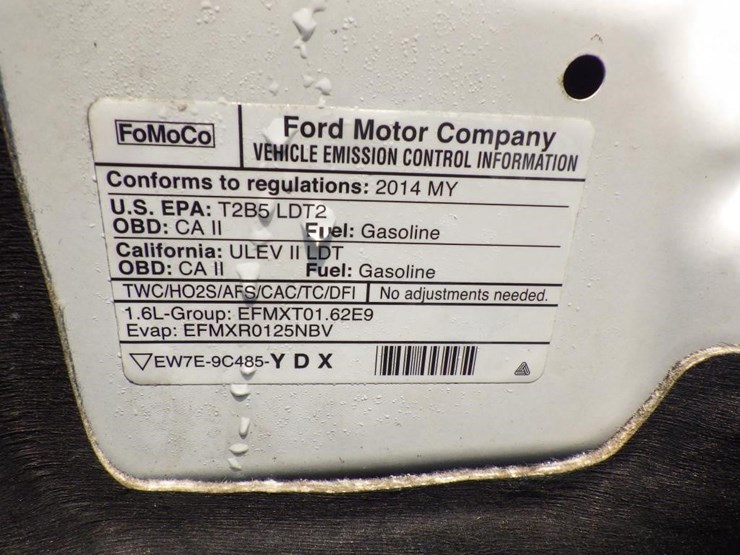 FoMoCo
Ford Motor Company
VEHICLE EMISSION CONTROL INFORMATION
Conforms to regulations: 2014 MY
U.S. EPA: T2B5 LDT2
OBD: CA II Fuel: Gasoline
California: ULEV II LDT
OBD: CA II Fuel: Gasoline
TWC/HO2S/AFS/CAC/TC/DFI No adjustments needed.
1.6L-Group: EFMXT01.62E9
Evap: EFMXR0125NBV
EW7E-9C485-Y D X